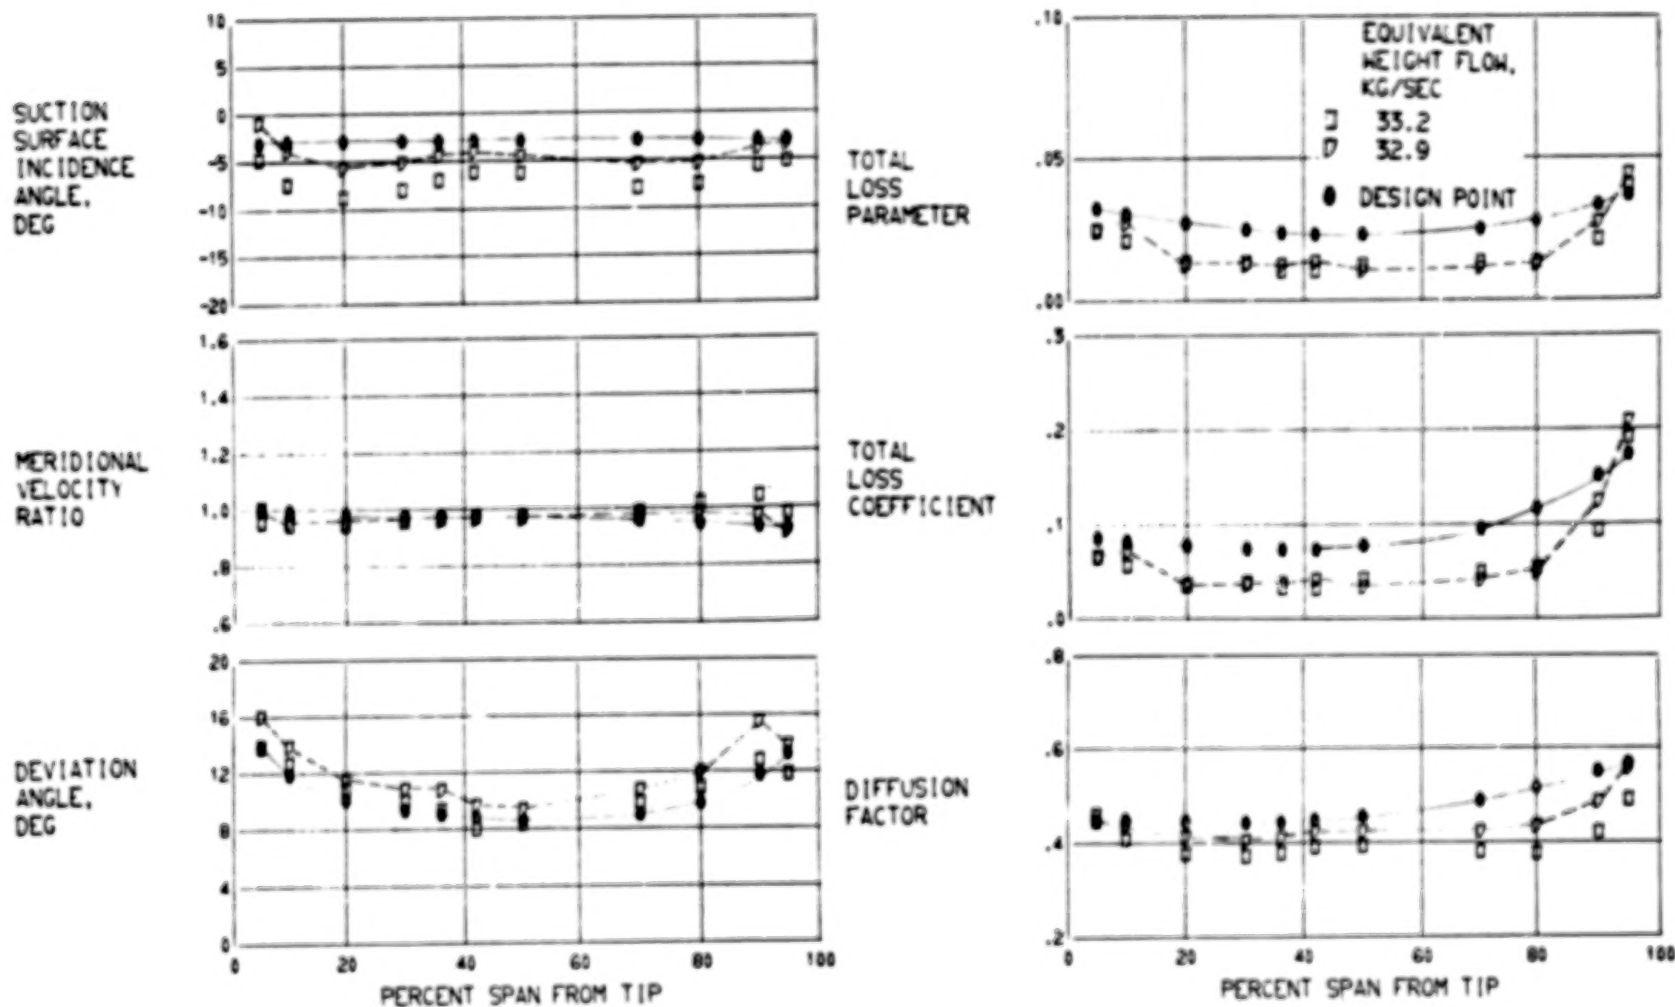 SUCTION
SURFACE
INCIDENCE
ANGLE,
DEG
10
5
0
-5
-10
-15
-20
TOTAL
LOSS
PARAMETER
.10
.05
.00
EQUIVALENT
WEIGHT FLOW,
KG/SEC
33.2
32.9
DESIGN POINT
MERIDIONAL
VELOCITY
RATIO
1.6
1.4
1.2
1.0
.8
.6
TOTAL
LOSS
COEFFICIENT
.3
.2
.1
.0
DEVIATION
ANGLE,
DEG
20
16
12
8
4
0
0 20 40 60 80 100
PERCENT SPAN FROM TIP
DIFFUSION
FACTOR
.8
.6
.4
.2
0 20 40 60 80 100
PERCENT SPAN FROM TIP